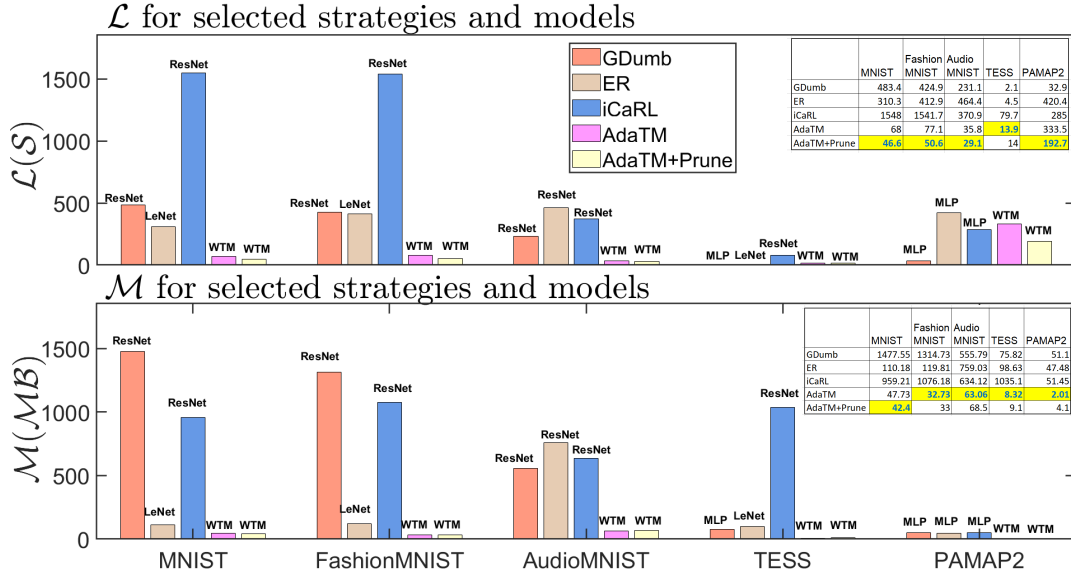 ℒ for selected strategies and models
ℒ(𝒮)
1500
1000
500
0
GDumb
ER
iCaRL
AdaTM
AdaTM+Prune
MNIST Fashion MNIST Audio MNIST TESS PAMAP2
GDumb 483.4 424.9 231.1 2.1 32.9
ER 310.3 412.9 464.4 4.5 420.4
iCaRL 1548 1541.7 370.9 79.7 285
AdaTM 68 77.1 35.8 13.9 333.5
AdaTM+Prune 46.6 50.6 29.1 14 192.7
ResNet LeNet ResNet WTM WTM
ResNet LeNet ResNet WTM WTM
ResNet ResNet ResNet WTM WTM
MLP LeNet ResNet WTM WTM
MLP MLP MLP WTM WTM
ℳ for selected strategies and models
ℳ(ℳℬ)
1500
1000
500
0
MNIST Fashion MNIST Audio MNIST TESS PAMAP2
GDumb 1477.55 1314.73 555.79 75.82 51.1
ER 110.18 119.81 759.03 98.63 47.48
iCaRL 959.21 1076.18 634.12 1035.1 51.45
AdaTM 47.73 32.73 63.06 8.32 2.01
AdaTM+Prune 42.4 33 68.5 9.1 4.1
ResNet LeNet ResNet WTM WTM
ResNet LeNet ResNet WTM WTM
ResNet ResNet ResNet WTM WTM
MLP LeNet ResNet WTM WTM
MLP MLP MLP WTM WTM
MNIST FashionMNIST AudioMNIST TESS PAMAP2